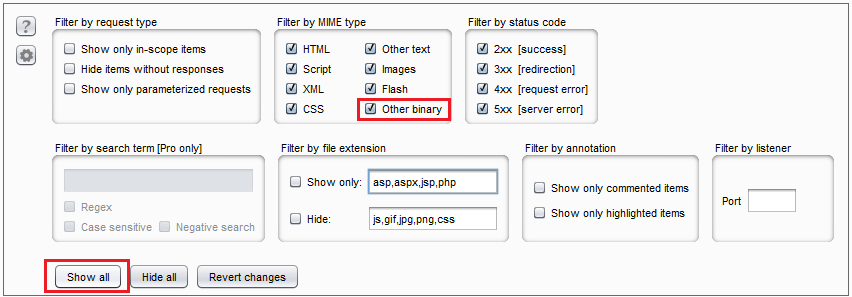 ?
Filter by request type
Show only in-scope items
Hide items without responses
Show only parameterized requests
Filter by MIME type
HTML
Other text
Script
Images
XML
Flash
CSS
Other binary
Filter by status code
2xx [success]
3xx [redirection]
4xx [request error]
5xx [server error]
Filter by search term [Pro only]
Regex
Case sensitive
Negative search
Filter by file extension
Show only: asp,aspx,jsp,php
Hide: js,gif,jpg,png,css
Filter by annotation
Show only commented items
Show only highlighted items
Filter by listener
Port
Show all
Hide all
Revert changes